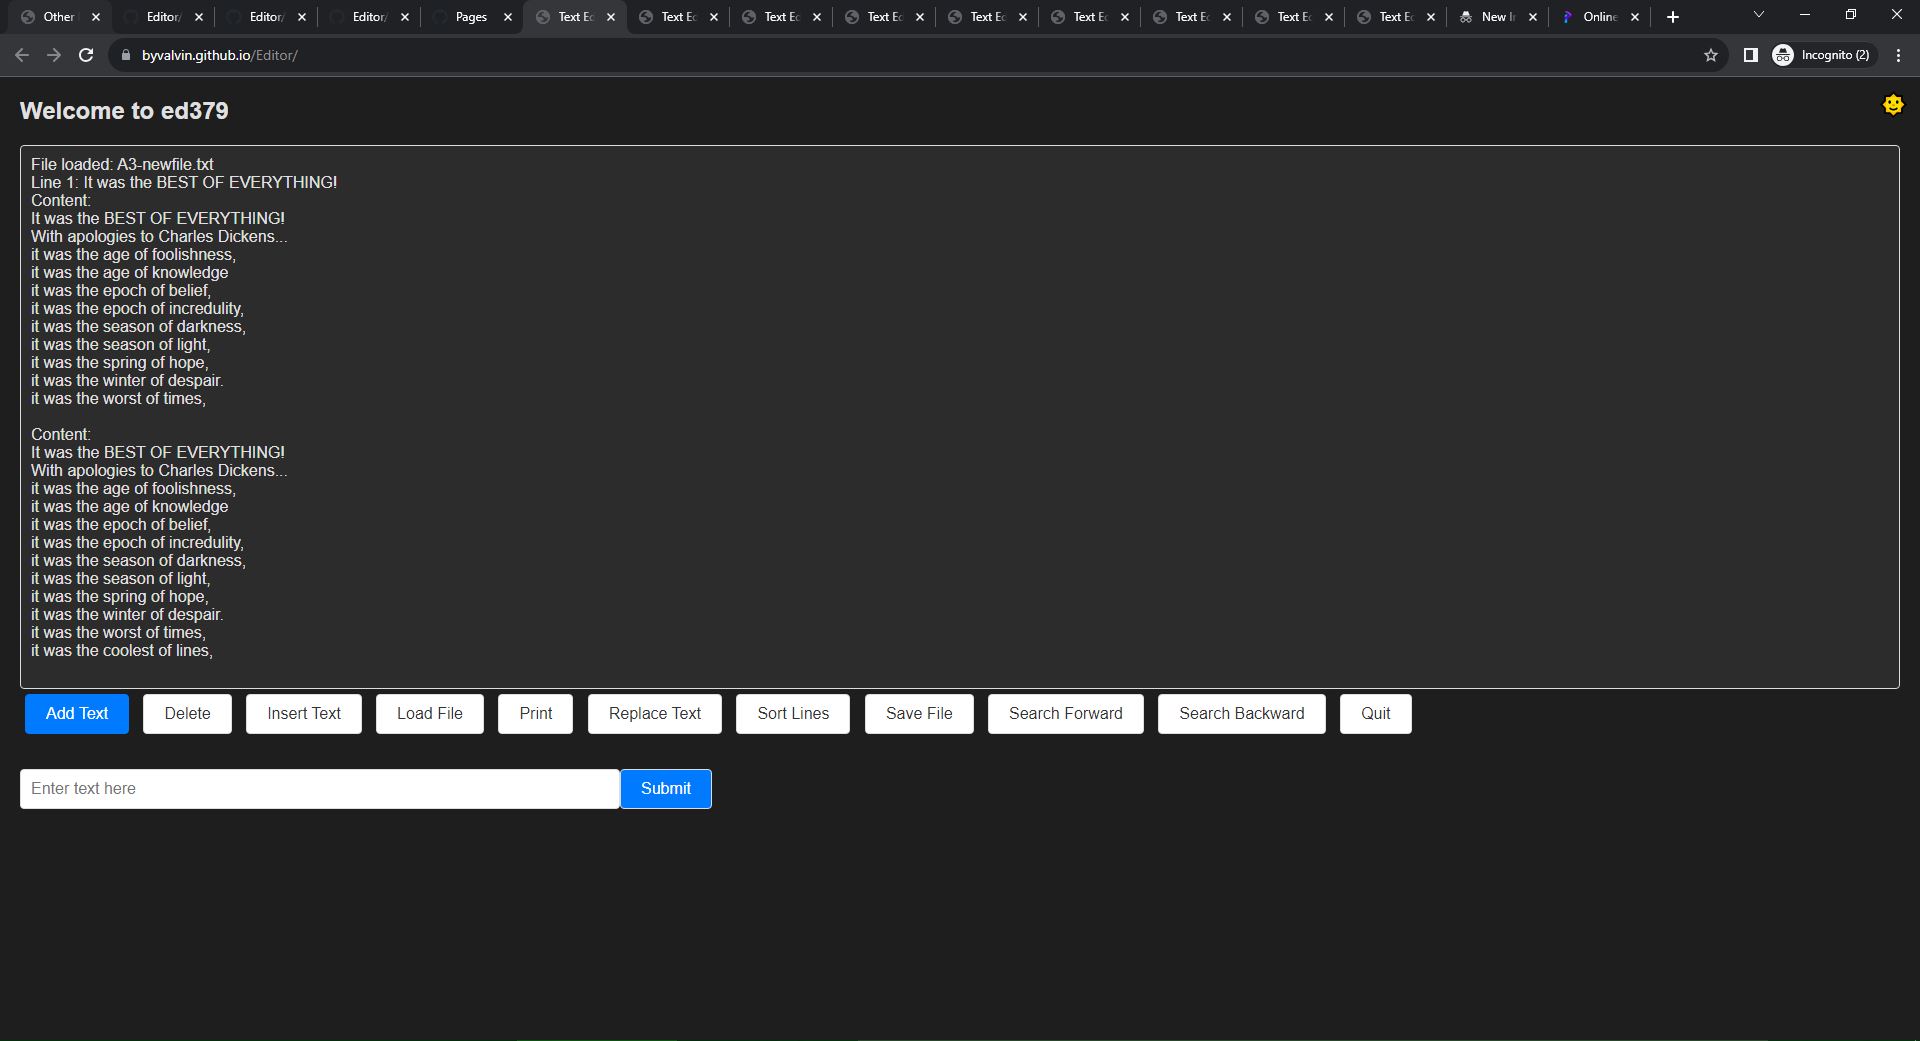 Other
Editor/
Editor/
Editor/
Pages
Text Ec
Text Ec
Text Ed
Text Ec
Text Ec
Text Ec
Text Ec
Text Ec
Text Ec
New In
Online
byvalvin.github.io/Editor/
Incognito (2)
Welcome to ed379
File loaded: A3-newfile.txt
Line 1: It was the BEST OF EVERYTHING!
Content:
It was the BEST OF EVERYTHING!
With apologies to Charles Dickens...
it was the age of foolishness,
it was the age of knowledge
it was the epoch of belief,
it was the epoch of incredulity,
it was the season of darkness,
it was the season of light,
it was the spring of hope,
it was the winter of despair.
it was the worst of times,
Content:
It was the BEST OF EVERYTHING!
With apologies to Charles Dickens...
it was the age of foolishness,
it was the age of knowledge
it was the epoch of belief,
it was the epoch of incredulity,
it was the season of darkness,
it was the season of light,
it was the spring of hope,
it was the winter of despair.
it was the worst of times,
it was the coolest of lines,
Add Text
Delete
Insert Text
Load File
Print
Replace Text
Sort Lines
Save File
Search Forward
Search Backward
Quit
Enter text here
Submit